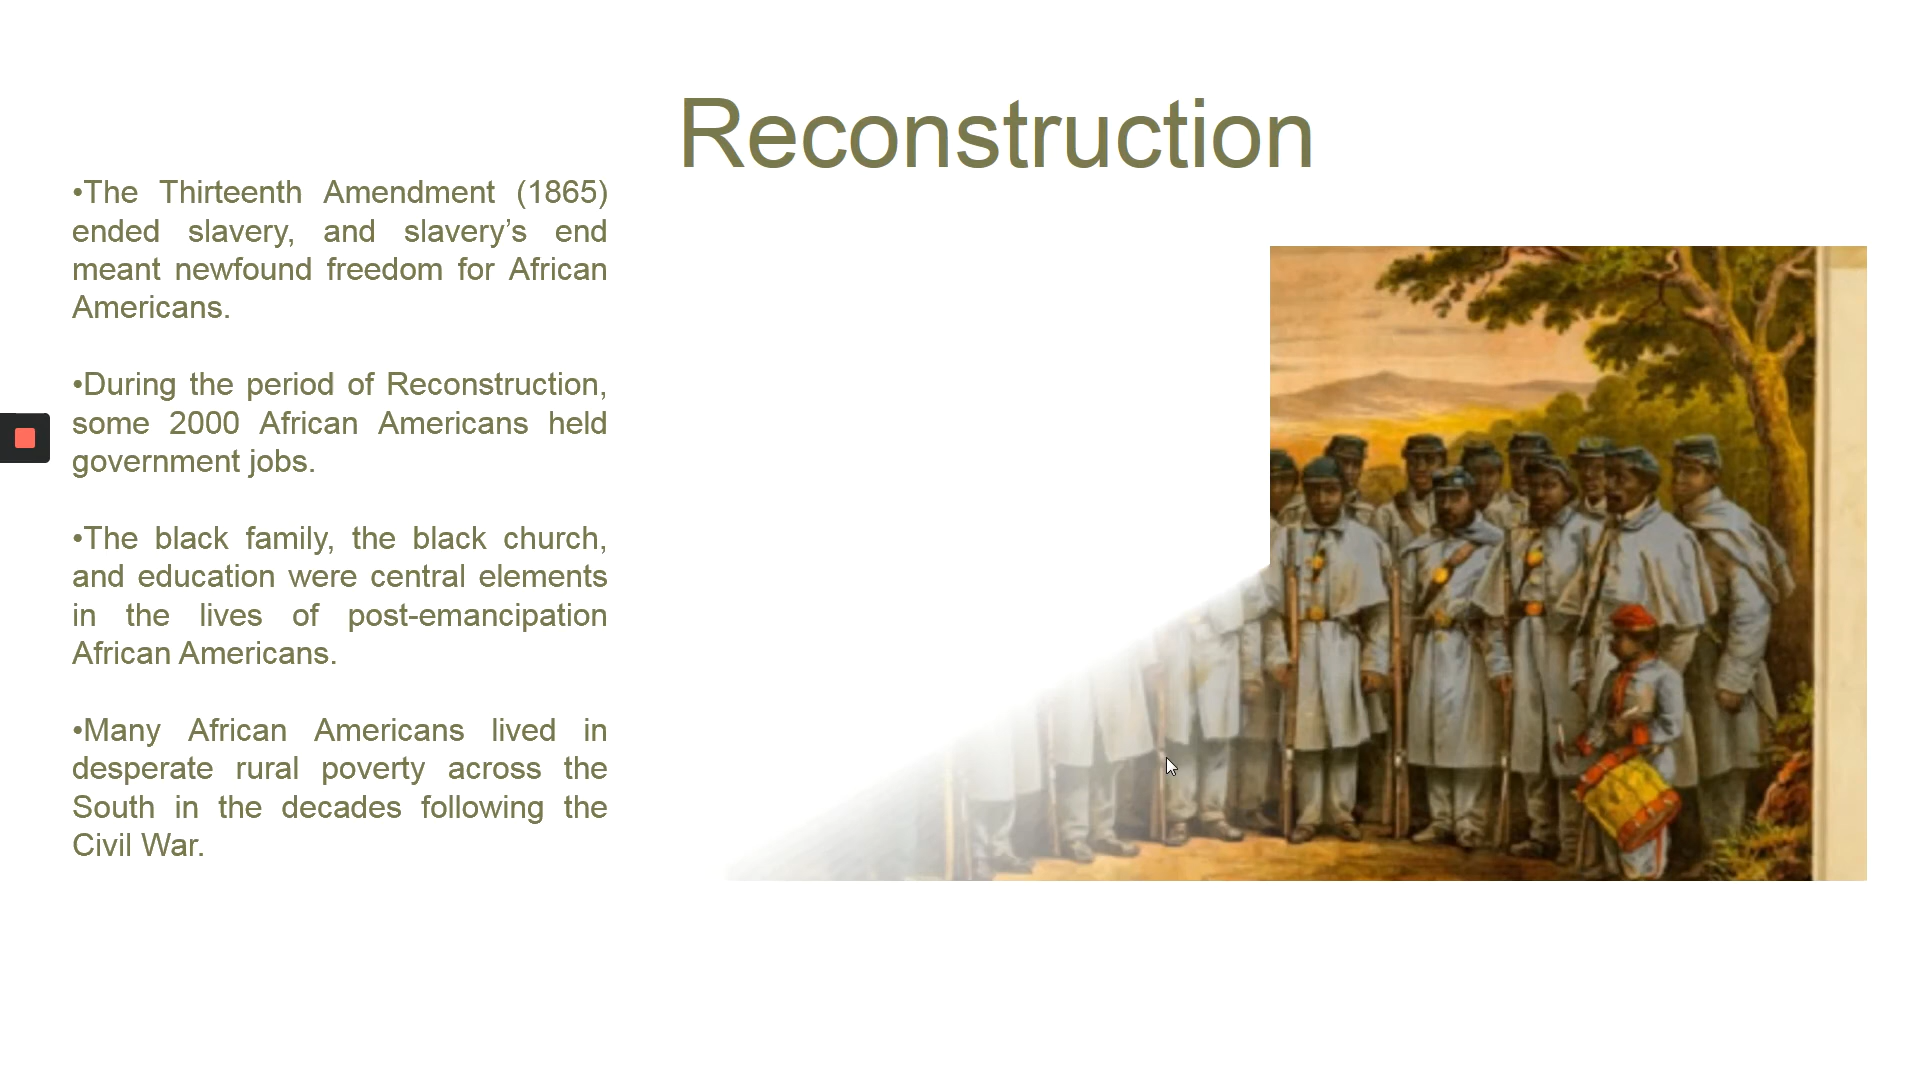 Reconstruction
•The Thirteenth Amendment (1865)
ended slavery, and slavery’s end
meant newfound freedom for African
Americans.
•During the period of Reconstruction,
some 2000 African Americans held
government jobs.
•The black family, the black church,
and education were central elements
in the lives of post-emancipation
African Americans.
•Many African Americans lived in
desperate rural poverty across the
South in the decades following the
Civil War.